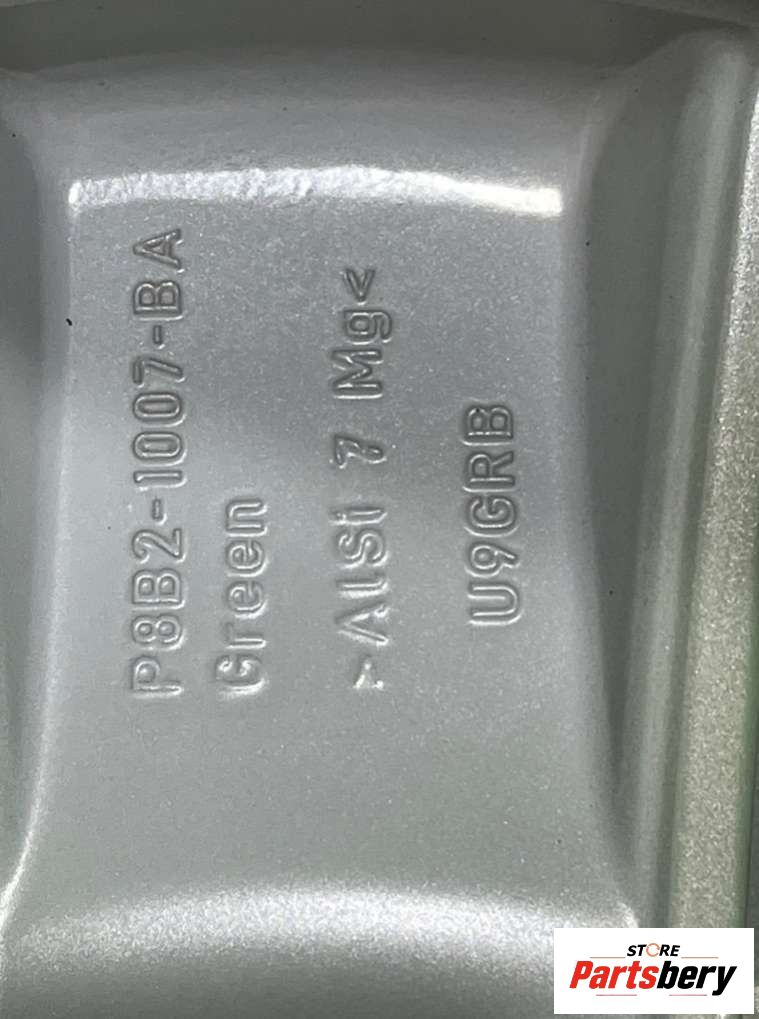 P8B2-1007-BA
Green
>AlSi 7 Mg<
U9GRB
STORE
Partsbery